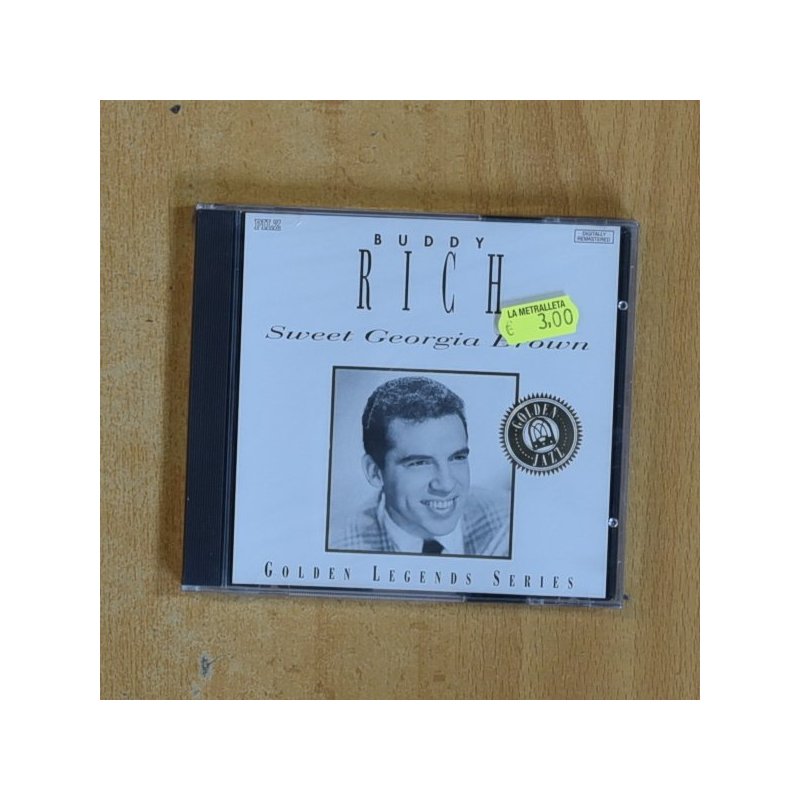 PILZ
DIGITALLY
REMASTERED
BUDDY
RICH
LA METRALLETA
€ 3,00
Sweet Georgia Brown
GOLDEN
JAZZ
GOLDEN LEGENDS SERIES